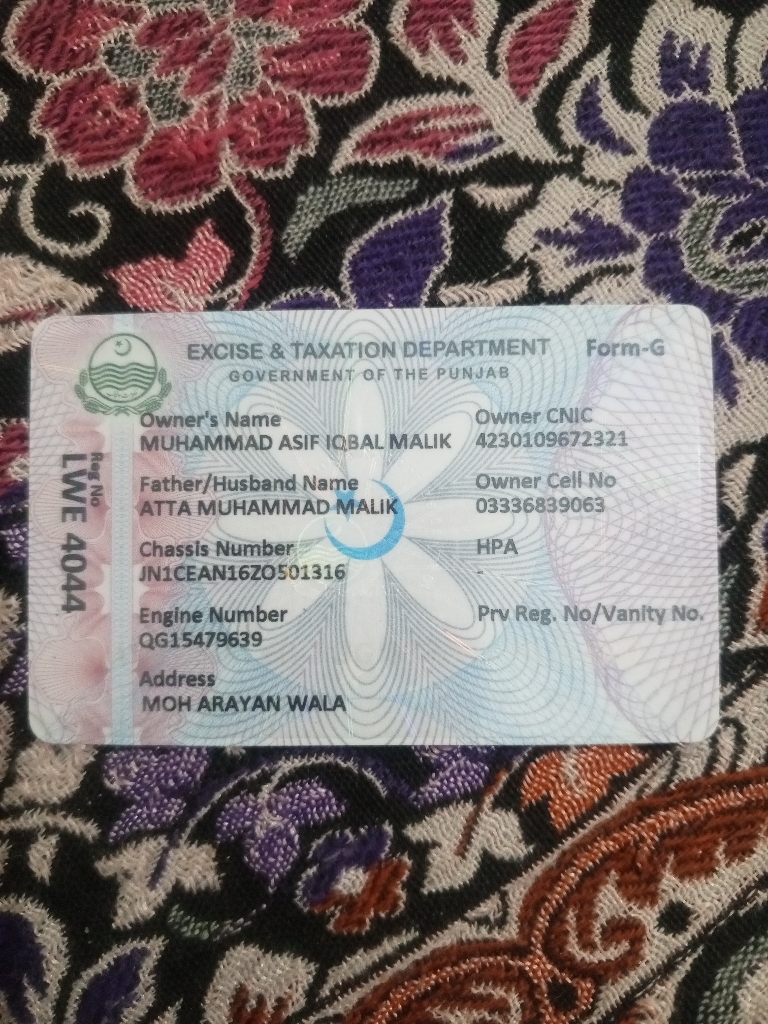 EXCISE & TAXATION DEPARTMENT Form-G
GOVERNMENT OF THE PUNJAB
Reg No
LWE 4044
Owner's Name
MUHAMMAD ASIF IQBAL MALIK
Owner CNIC
4230109672321
Father/Husband Name
ATTA MUHAMMAD MALIK
Owner Cell No
03336839063
Chassis Number
JN1CEAN16ZO501316
HPA
-
Engine Number
QG15479639
Prv Reg. No/Vanity No.
Address
MOH ARAYAN WALA